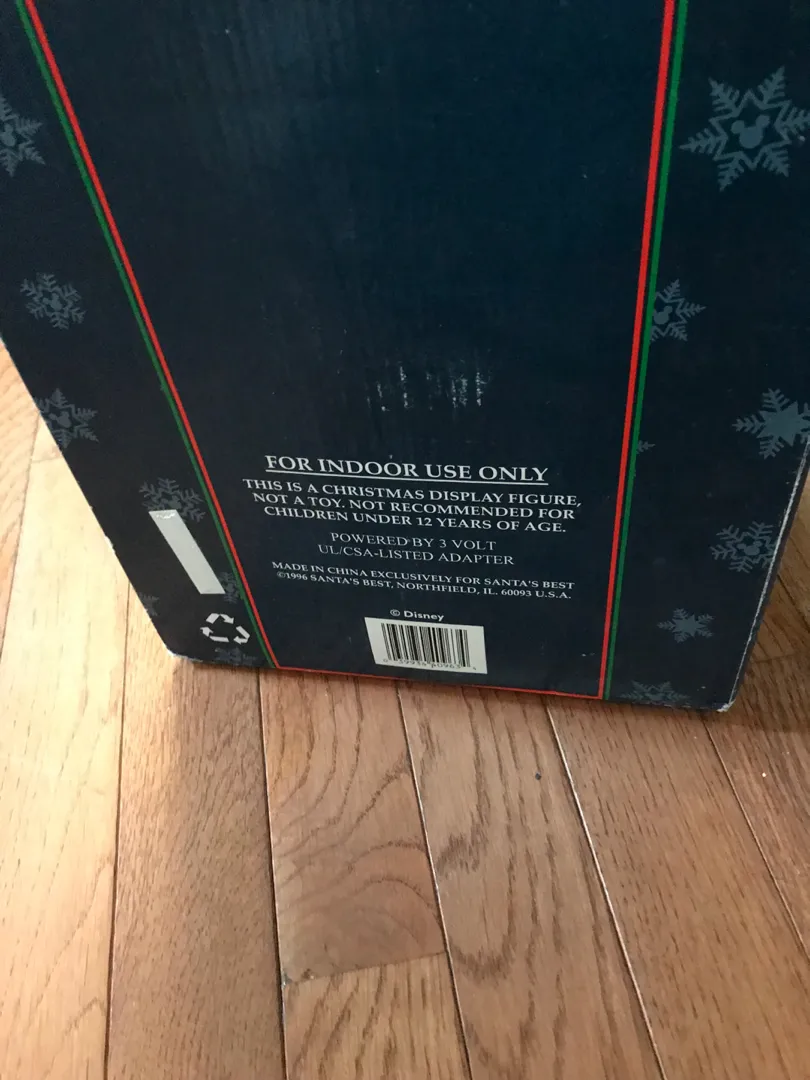 FOR INDOOR USE ONLY
THIS IS A CHRISTMAS DISPLAY FIGURE,
NOT A TOY. NOT RECOMMENDED FOR
CHILDREN UNDER 12 YEARS OF AGE.
POWERED BY 3 VOLT
UL/CSA-LISTED ADAPTER
MADE IN CHINA EXCLUSIVELY FOR SANTA'S BEST
©1996 SANTA'S BEST, NORTHFIELD, IL. 60093 U.S.A.
© Disney